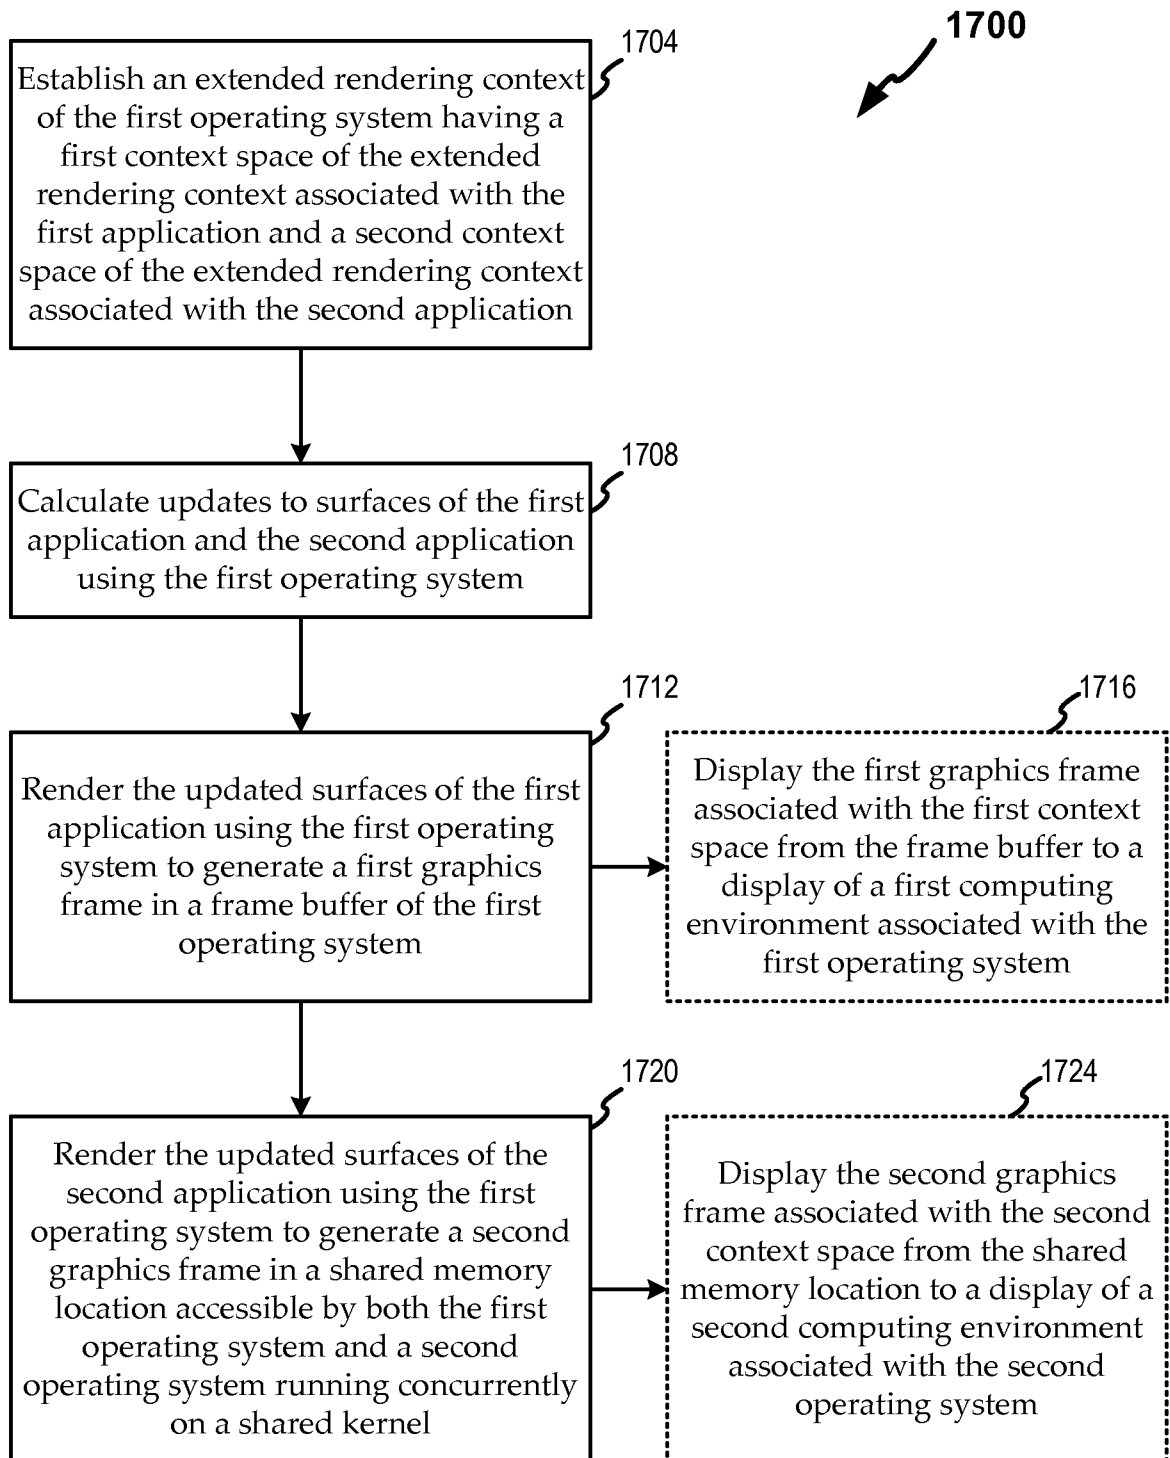 1700
1704
Establish an extended rendering context
of the first operating system having a
first context space of the extended
rendering context associated with the
first application and a second context
space of the extended rendering context
associated with the second application
1708
Calculate updates to surfaces of the first
application and the second application
using the first operating system
1712
Render the updated surfaces of the first
application using the first operating
system to generate a first graphics
frame in a frame buffer of the first
operating system
1716
Display the first graphics frame
associated with the first context
space from the frame buffer to a
display of a first computing
environment associated with the
first operating system
1720
Render the updated surfaces of the
second application using the first
operating system to generate a second
graphics frame in a shared memory
location accessible by both the first
operating system and a second
operating system running concurrently
on a shared kernel
1724
Display the second graphics
frame associated with the second
context space from the shared
memory location to a display of a
second computing environment
associated with the second
operating system